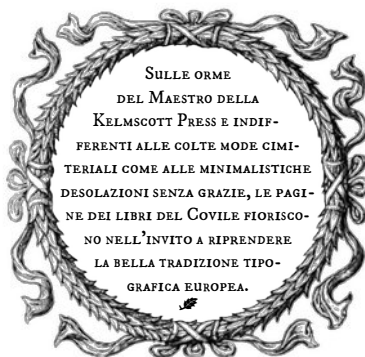 Sulle orme
del Maestro della
Kelmscott Press e indif-
ferenti alle colte mode cimi-
teriali come alle minimalistiche
desolazioni senza grazie, le pagi-
ne dei libri del Covile fiorisco-
no nell'invito a riprendere
la bella tradizione tipo-
grafica europea.